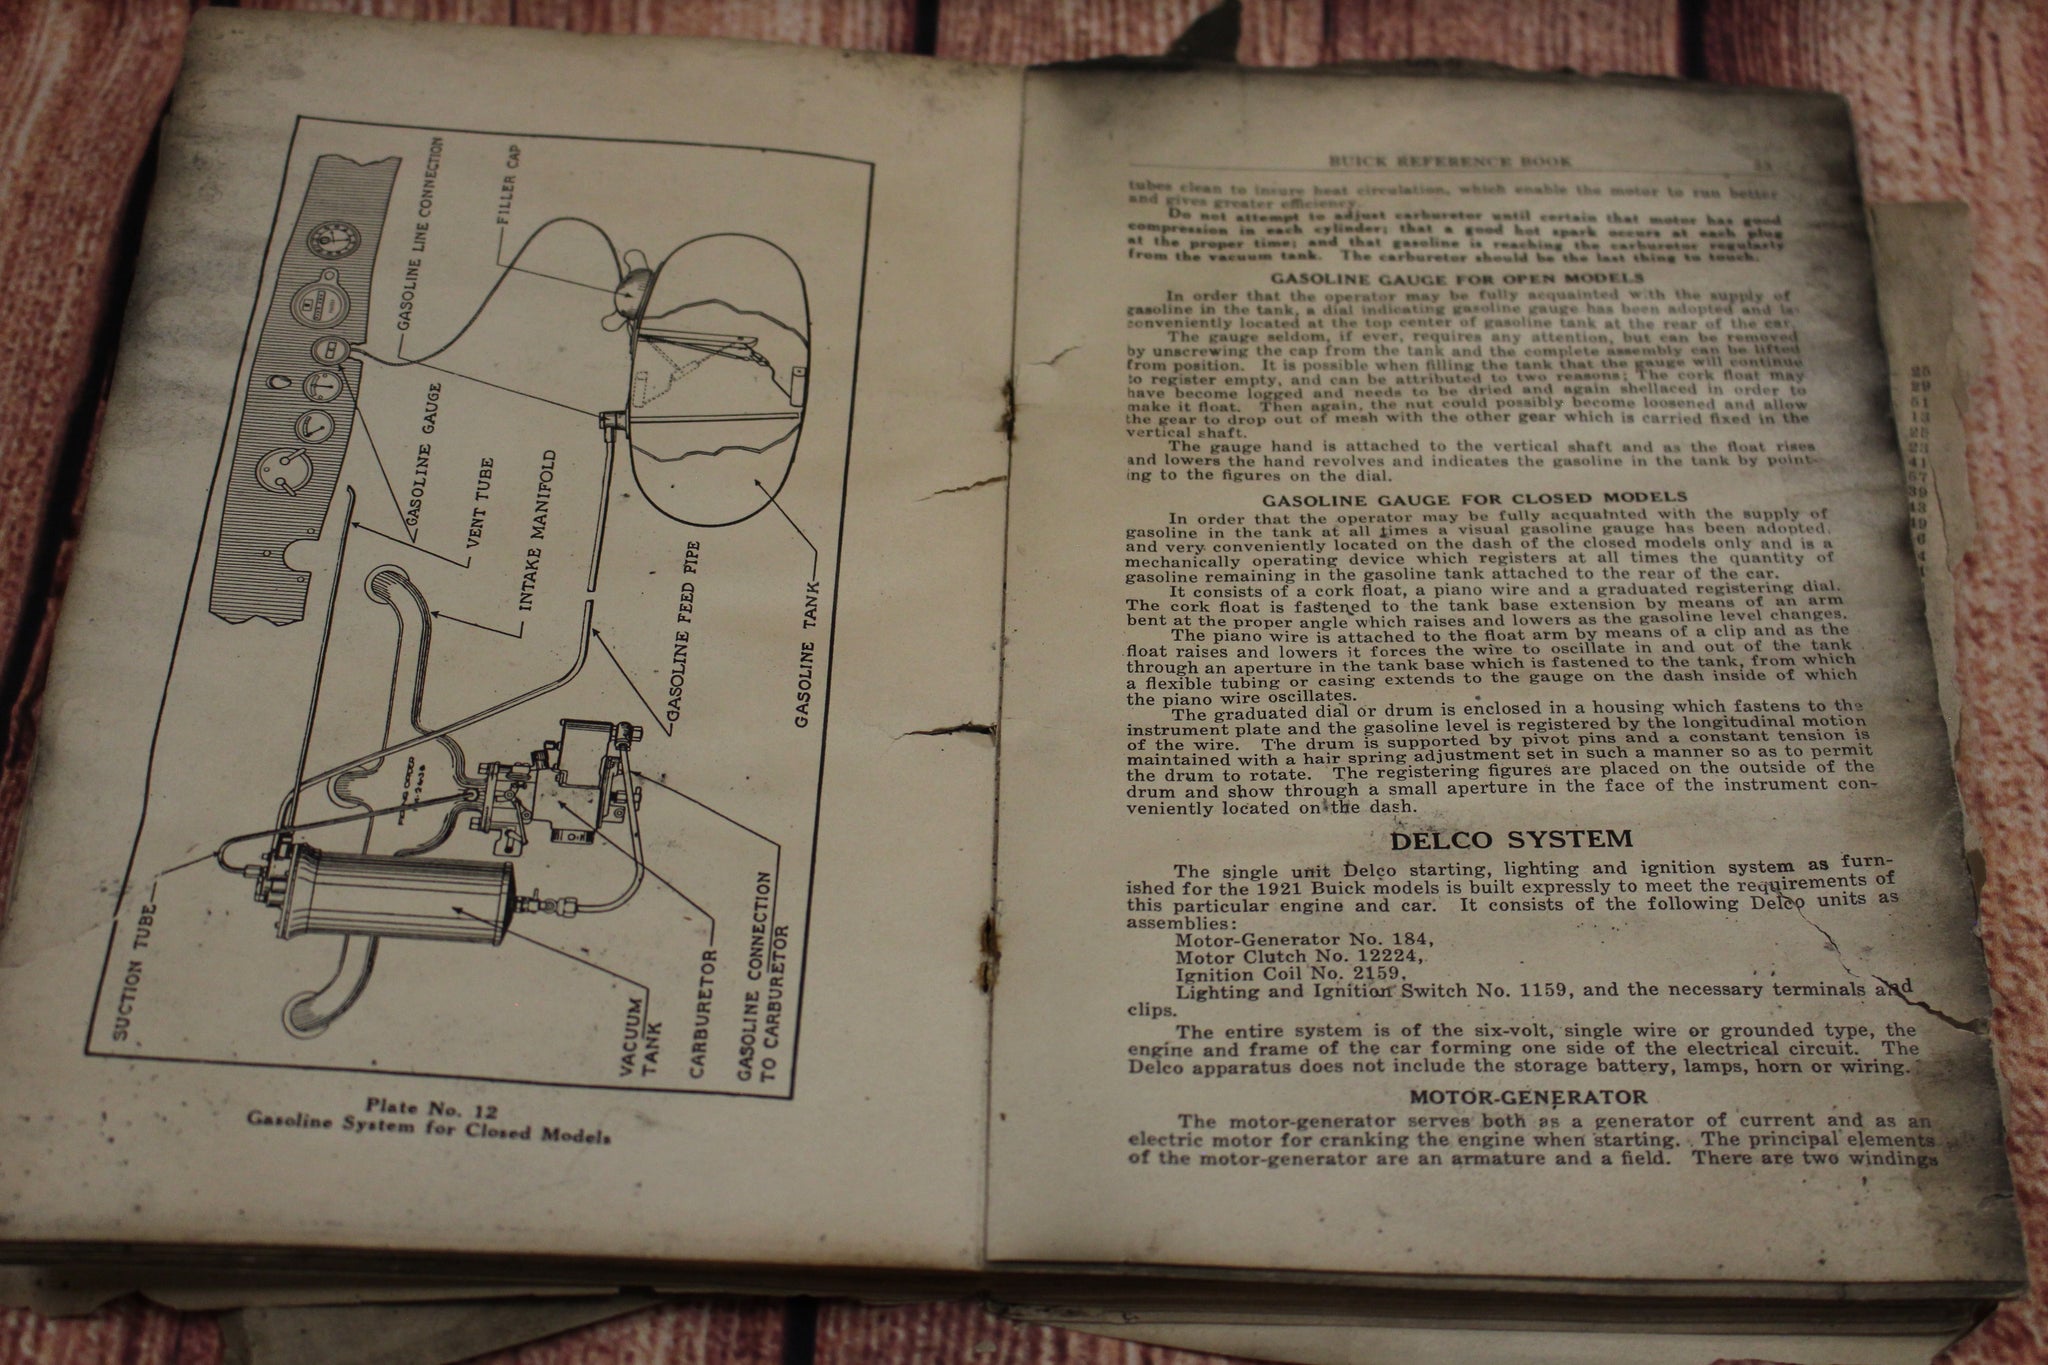 GASOLINE LINE CONNECTION
FILLER CAP
GASOLINE GAUGE
VENT TUBE
INTAKE MANIFOLD
GASOLINE FEED PIPE
GASOLINE TANK
SUCTION TUBE
VACUUM
TANK
CARBURETOR
GASOLINE CONNECTION
TO CARBURETOR
Plate No. 12
Gasoline System for Closed Models
BUICK REFERENCE BOOK
tubes clean to insure heat circulation, which enable the motor to run better
and gives greater efficiency.
Do not attempt to adjust carburetor until certain that motor has good
compression in each cylinder; that a good hot spark occurs at each plug
at the proper time; and that gasoline is reaching the carburetor regularly
from the vacuum tank. The carburetor should be the last thing to touch.
GASOLINE GAUGE FOR OPEN MODELS
In order that the operator may be fully acquainted with the supply of
gasoline in the tank, a dial indicating gasoline gauge has been adopted and is
conveniently located at the top center of gasoline tank at the rear of the car.
The gauge seldom, if ever, requires any attention, but can be removed
by unscrewing the cap from the tank and the complete assembly can be lifted
from position. It is possible when filling the tank that the gauge will continue
to register empty, and can be attributed to two reasons; The cork float may
have become logged and needs to be dried and again shellaced in order to
make it float. Then again, the nut could possibly become loosened and allow
the gear to drop out of mesh with the other gear which is carried fixed in the
vertical shaft.
The gauge hand is attached to the vertical shaft and as the float rises
and lowers the hand revolves and indicates the gasoline in the tank by point-
ing to the figures on the dial.
GASOLINE GAUGE FOR CLOSED MODELS
In order that the operator may be fully acquainted with the supply of
gasoline in the tank at all times a visual gasoline gauge has been adopted,
and very conveniently located on the dash of the closed models only and is a
mechanically operating device which registers at all times the quantity of
gasoline remaining in the gasoline tank attached to the rear of the car.
It consists of a cork float, a piano wire and a graduated registering dial.
The cork float is fastened to the tank base extension by means of an arm
bent at the proper angle which raises and lowers as the gasoline level changes.
The piano wire is attached to the float arm by means of a clip and as the
float raises and lowers it forces the wire to oscillate in and out of the tank
through an aperture in the tank base which is fastened to the tank, from which
a flexible tubing or casing extends to the gauge on the dash inside of which
the piano wire oscillates.
The graduated dial or drum is enclosed in a housing which fastens to the
instrument plate and the gasoline level is registered by the longitudinal motion
of the wire. The drum is supported by pivot pins and a constant tension is
maintained with a hair spring adjustment set in such a manner so as to permit
the drum to rotate. The registering figures are placed on the outside of the
drum and show through a small aperture in the face of the instrument con-
veniently located on the dash.
DELCO SYSTEM
The single unit Delco starting, lighting and ignition system as furn-
ished for the 1921 Buick models is built expressly to meet the requirements of
this particular engine and car. It consists of the following Delco units as
assemblies:
Motor-Generator No. 184,
Motor Clutch No. 12224,
Ignition Coil No. 2159,
Lighting and Ignition Switch No. 1159, and the necessary terminals and
clips.
The entire system is of the six-volt, single wire or grounded type, the
engine and frame of the car forming one side of the electrical circuit. The
Delco apparatus does not include the storage battery, lamps, horn or wiring.
MOTOR-GENERATOR
The motor-generator serves both as a generator of current and as an
electric motor for cranking the engine when starting. The principal elements
of the motor-generator are an armature and a field. There are two windings
25
29
51
13
25
23
41
57
39
43